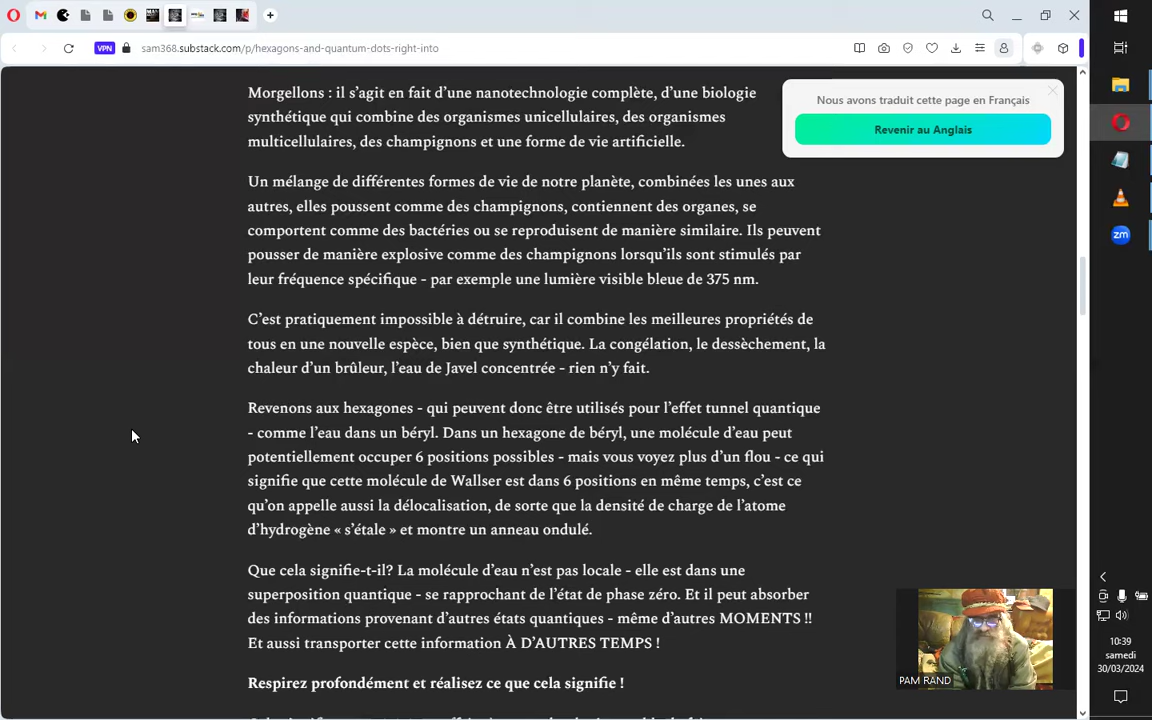 VPN
sam368.substack.com/p/hexagons-and-quantum-dots-right-into
Morgellons : il s’agit en fait d’une nanotechnologie complète, d’une biologie
synthétique qui combine des organismes unicellulaires, des organismes
multicellulaires, des champignons et une forme de vie artificielle.
Nous avons traduit cette page en Français
Revenir au Anglais
Un mélange de différentes formes de vie de notre planète, combinées les unes aux
autres, elles poussent comme des champignons, contiennent des organes, se
comportent comme des bactéries ou se reproduisent de manière similaire. Ils peuvent
pousser de manière explosive comme des champignons lorsqu’ils sont stimulés par
leur fréquence spécifique - par exemple une lumière visible bleue de 375 nm.
C’est pratiquement impossible à détruire, car il combine les meilleures propriétés de
tous en une nouvelle espèce, bien que synthétique. La congélation, le dessèchement, la
chaleur d’un brûleur, l’eau de Javel concentrée - rien n’y fait.
Revenons aux hexagones - qui peuvent donc être utilisés pour l’effet tunnel quantique
- comme l’eau dans un béryl. Dans un hexagone de béryl, une molécule d’eau peut
potentiellement occuper 6 positions possibles - mais vous voyez plus d’un flou - ce qui
signifie que cette molécule de Wallser est dans 6 positions en même temps, c’est ce
qu’on appelle aussi la délocalisation, de sorte que la densité de charge de l’atome
d’hydrogène « s’étale » et montre un anneau ondulé.
Que cela signifie-t-il? La molécule d’eau n’est pas locale - elle est dans une
superposition quantique - se rapprochant de l’état de phase zéro. Et il peut absorber
des informations provenant d’autres états quantiques - même d’autres MOMENTS !!
Et aussi transporter cette information À D’AUTRES TEMPS !
Respirez profondément et réalisez ce que cela signifie !
PAM RAND
zm
10:39
samedi
30/03/2024